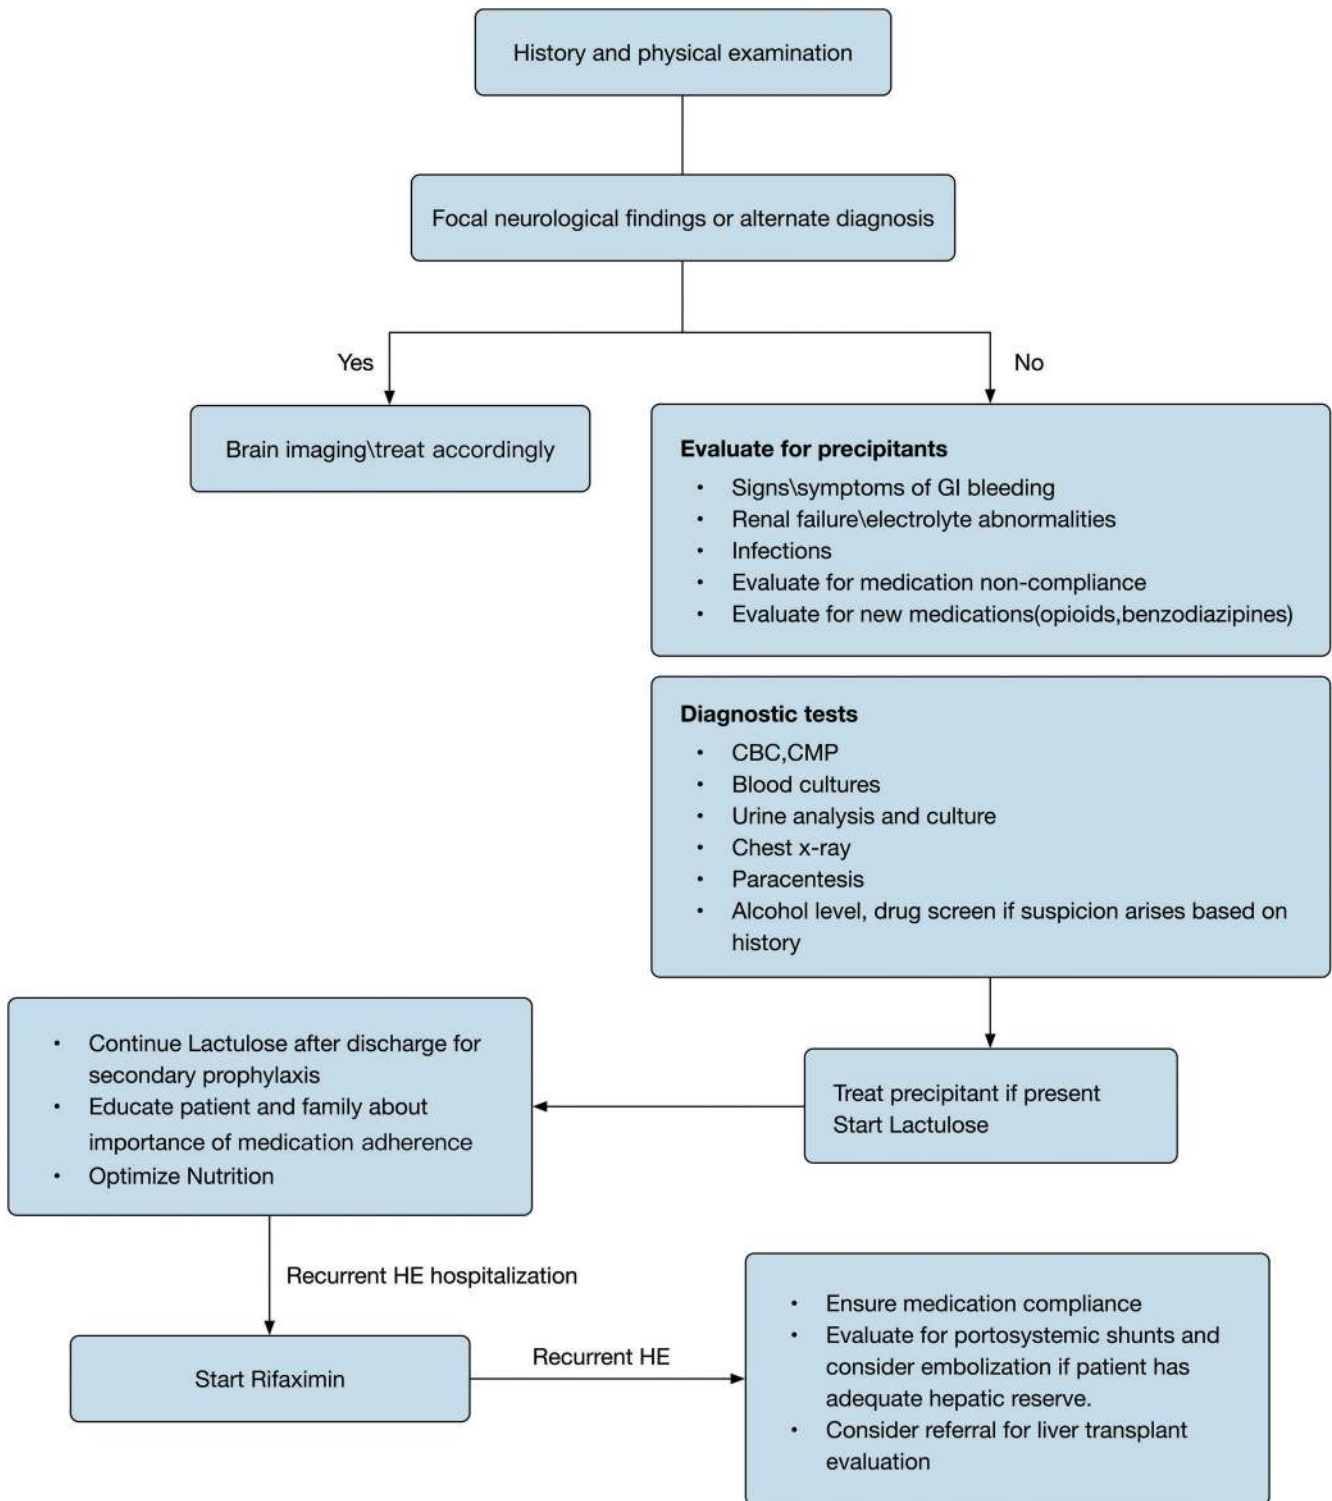 History and physical examination
Focal neurological findings or alternate diagnosis
Yes
No
Brain imaging\treat accordingly
Evaluate for precipitants
• Signs\symptoms of GI bleeding
• Renal failure\electrolyte abnormalities
• Infections
• Evaluate for medication non-compliance
• Evaluate for new medications(opioids,benzodiazipines)
Diagnostic tests
• CBC,CMP
• Blood cultures
• Urine analysis and culture
• Chest x-ray
• Paracentesis
• Alcohol level, drug screen if suspicion arises based on
history
Treat precipitant if present
Start Lactulose
• Continue Lactulose after discharge for
secondary prophylaxis
• Educate patient and family about
importance of medication adherence
• Optimize Nutrition
Recurrent HE hospitalization
Start Rifaximin
Recurrent HE
• Ensure medication compliance
• Evaluate for portosystemic shunts and
consider embolization if patient has
adequate hepatic reserve.
• Consider referral for liver transplant
evaluation